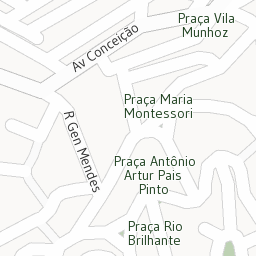 Praça Vila
Munhoz
Av Conceição
Praça Maria
Montessori
R Gen Mendes
Praça Antônio
Artur Pais
Pinto
Praça Rio
Brilhante